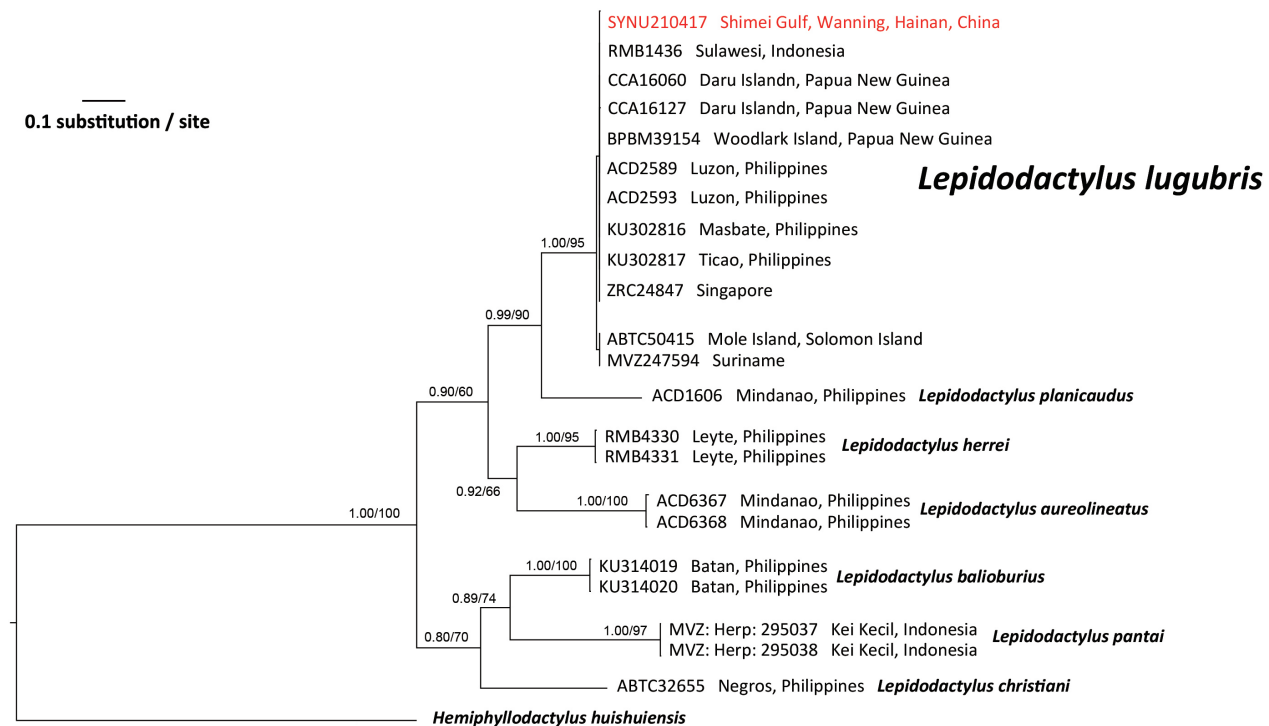 SYNU210417 Shimei Gulf, Wanning, Hainan, China
RMB1436 Sulawesi, Indonesia
CCA16060 Daru Islandn, Papua New Guinea
0.1 substitution / site
CCA16127 Daru Islandn, Papua New Guinea
BPBM39154 Woodlark Island, Papua New Guinea
ACD2589 Luzon, Philippines
Lepidodactylus lugubris
ACD2593 Luzon, Philippines
KU302816 Masbate, Philippines
1.00/95
KU302817 Ticao, Philippines
ZRC24847 Singapore
0.99/90
ABTC50415 Mole Island, Solomon Island
MVZ247594 Suriname
0.90/60
ACD1606 Mindanao, Philippines Lepidodactylus planicaudus
1.00/95
RMB4330 Leyte, Philippines
RMB4331 Leyte, Philippines
Lepidodactylus herrei
0.92/66
1.00/100
ACD6367 Mindanao, Philippines
ACD6368 Mindanao, Philippines
Lepidodactylus aureolineatus
1.00/100
1.00/100
KU314019 Batan, Philippines
KU314020 Batan, Philippines
Lepidodactylus balioburius
0.89/74
0.80/70
1.00/97
MVZ: Herp: 295037 Kei Kecil, Indonesia
MVZ: Herp: 295038 Kei Kecil, Indonesia
Lepidodactylus pantai
ABTC32655 Negros, Philippines Lepidodactylus christiani
Hemiphyllodactylus huishuiensis